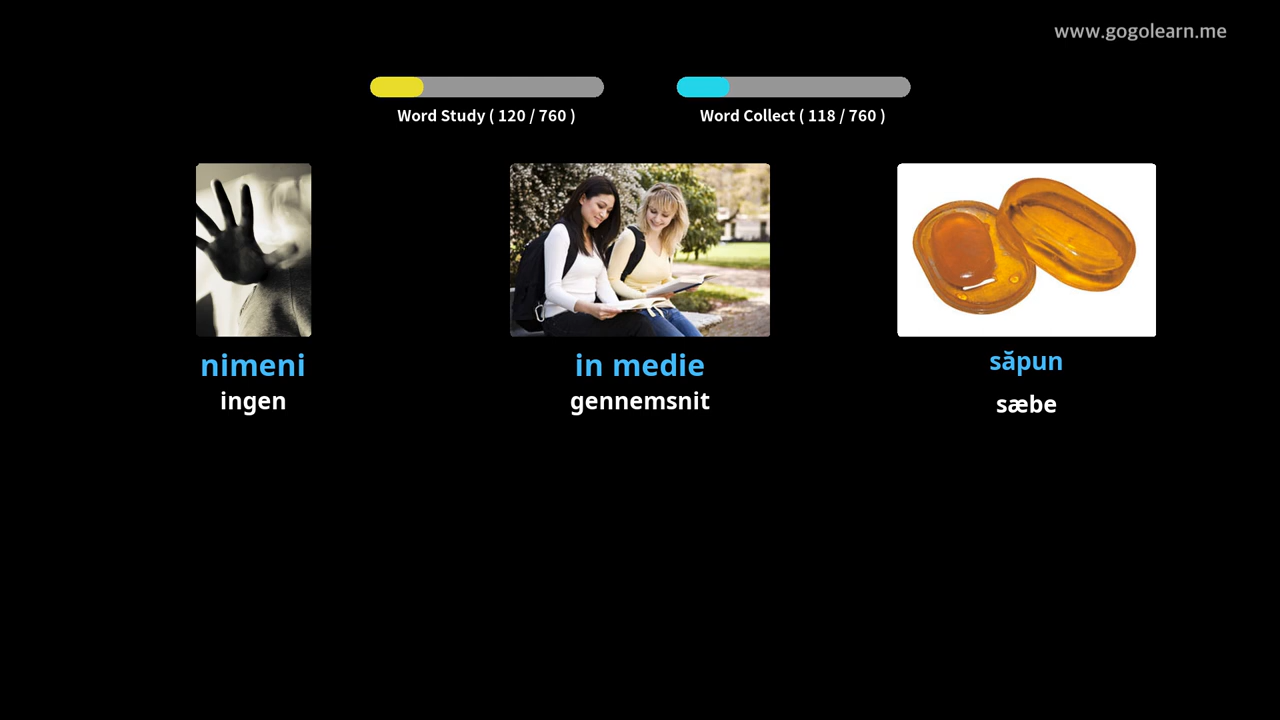 www.gogolearn.me
Word Study ( 120 / 760 )
Word Collect ( 118 / 760 )
nimeni
ingen
in medie
gennemsnit
săpun
sæbe